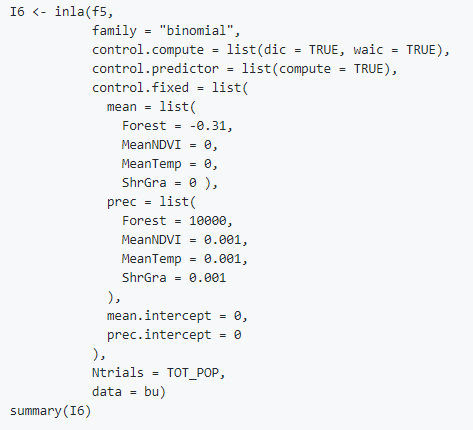 I6 <- inla(f5,
           family = "binomial",
           control.compute = list(dic = TRUE, waic = TRUE),
           control.predictor = list(compute = TRUE),
           control.fixed = list(
             mean = list(
               Forest = -0.31,
               MeanNDVI = 0,
               MeanTemp = 0,
               ShrGra = 0 ),
             prec = list(
               Forest = 10000,
               MeanNDVI = 0.001,
               MeanTemp = 0.001,
               ShrGra = 0.001
             ),
             mean.intercept = 0,
             prec.intercept = 0
           ),
           Ntrials = TOT_POP,
           data = bu)
summary(I6)